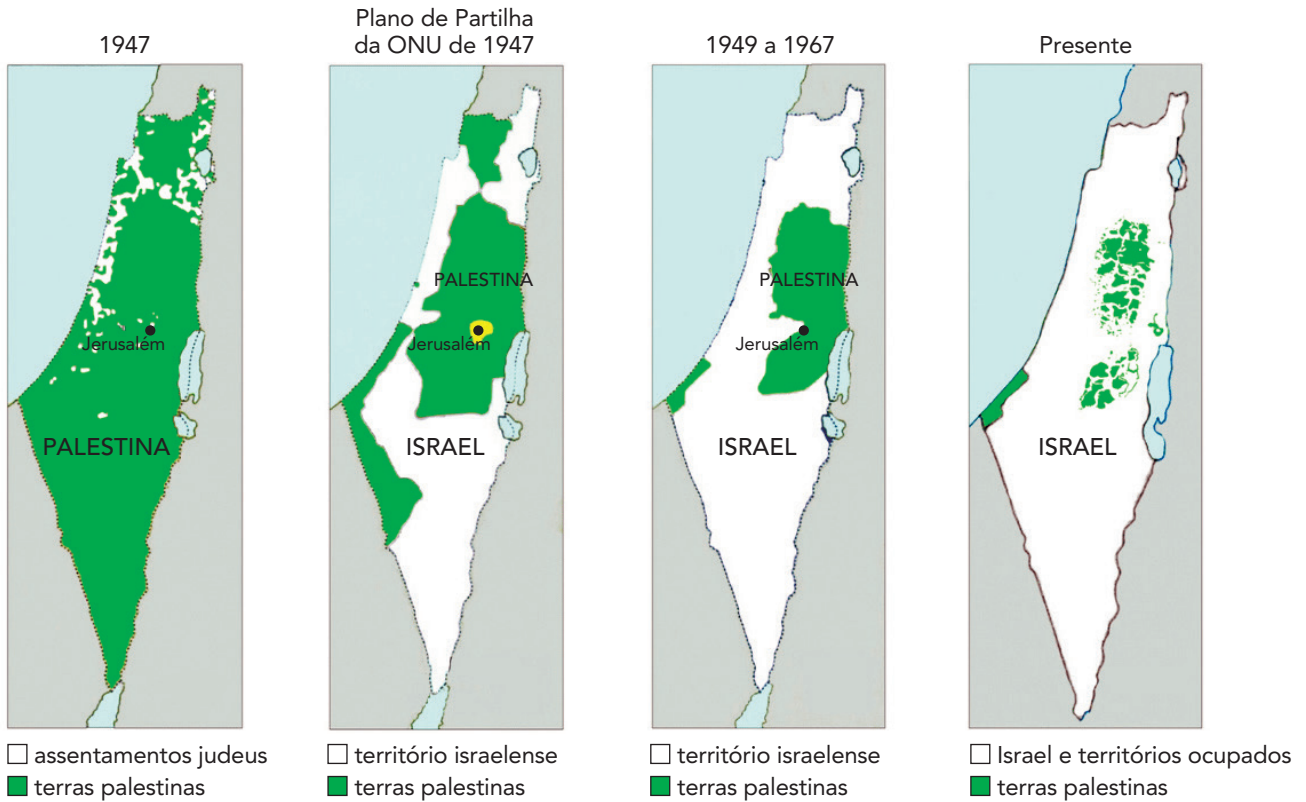 1947
PALESTINA
Jerusalém
assentamentos judeus
terras palestinas
Plano de Partilha
da ONU de 1947
PALESTINA
Jerusalém
ISRAEL
território israelense
terras palestinas
1949 a 1967
PALESTINA
Jerusalém
ISRAEL
território israelense
terras palestinas
Presente
ISRAEL
Israel e territórios ocupados
terras palestinas